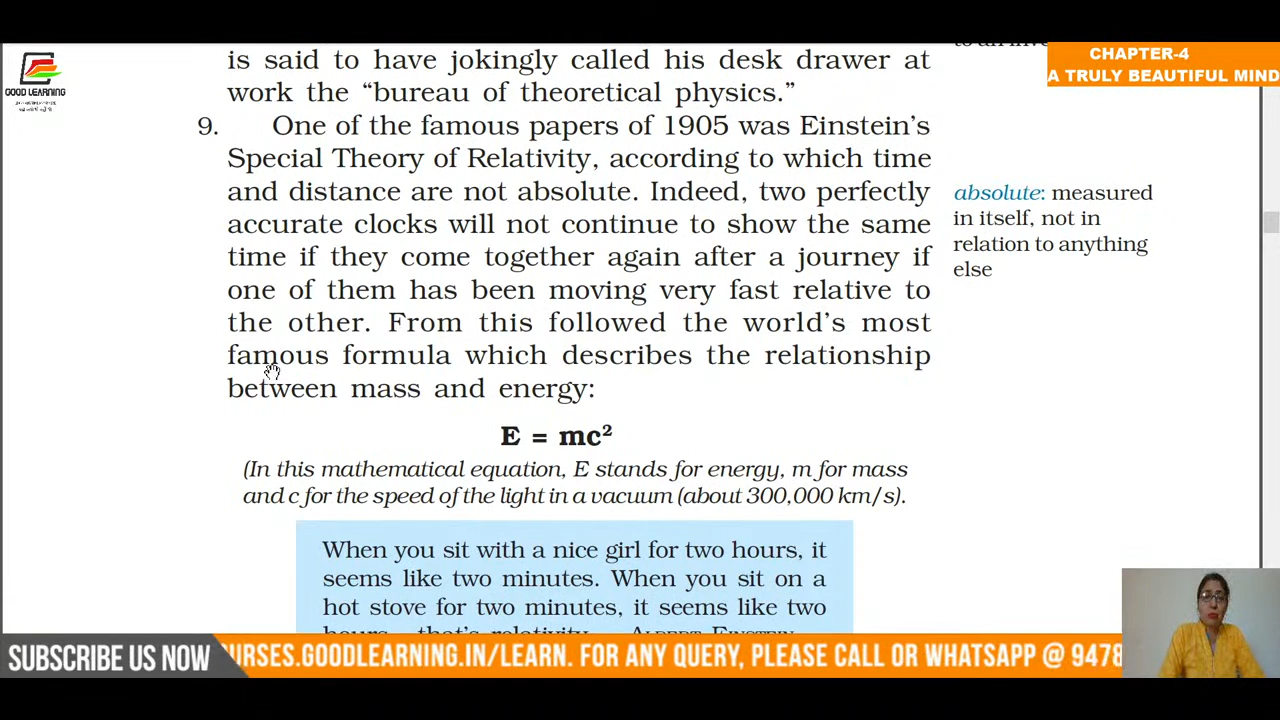 is said to have jokingly called his desk drawer at
work the “bureau of theoretical physics.”
9. One of the famous papers of 1905 was Einstein’s
Special Theory of Relativity, according to which time
and distance are not absolute. Indeed, two perfectly
accurate clocks will not continue to show the same
time if they come together again after a journey if
one of them has been moving very fast relative to
the other. From this followed the world’s most
famous formula which describes the relationship
between mass and energy:
E = mc²
(In this mathematical equation, E stands for energy, m for mass
and c for the speed of the light in a vacuum (about 300,000 km/s).
When you sit with a nice girl for two hours, it
seems like two minutes. When you sit on a
hot stove for two minutes, it seems like two
hours that’s relativity. ALBERT EINSTEIN
absolute: measured
in itself, not in
relation to anything
else
CHAPTER-4
A TRULY BEAUTIFUL MIND
GOOD LEARNING
SUBSCRIBE US NOW
URSES.GOODLEARNING.IN/LEARN. FOR ANY QUERY, PLEASE CALL OR WHATSAPP @ 9478